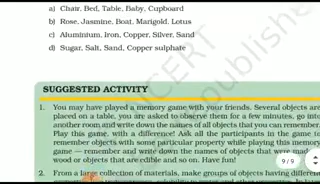 a) Chair, Bed, Table, Baby, Cupboard
b) Rose, Jasmine, Boat, Marigold, Lotus
c) Aluminium, Iron, Copper, Silver, Sand
d) Sugar, Salt, Sand, Copper sulphate
SUGGESTED ACTIVITY
1. You may have played a memory game with your friends. Several objects are
placed on a table, you are asked to observe them for a few minutes, go into
another room and write down the names of all objects that you can remember.
Play this game, with a difference! Ask all the participants in the game to
remember objects with some particular property while playing this memory
game — remember and write down the names of objects that were made
wood or objects that are edible and so on. Have fun!
9 / 9
2. From a large collection of materials, make groups of objects having different